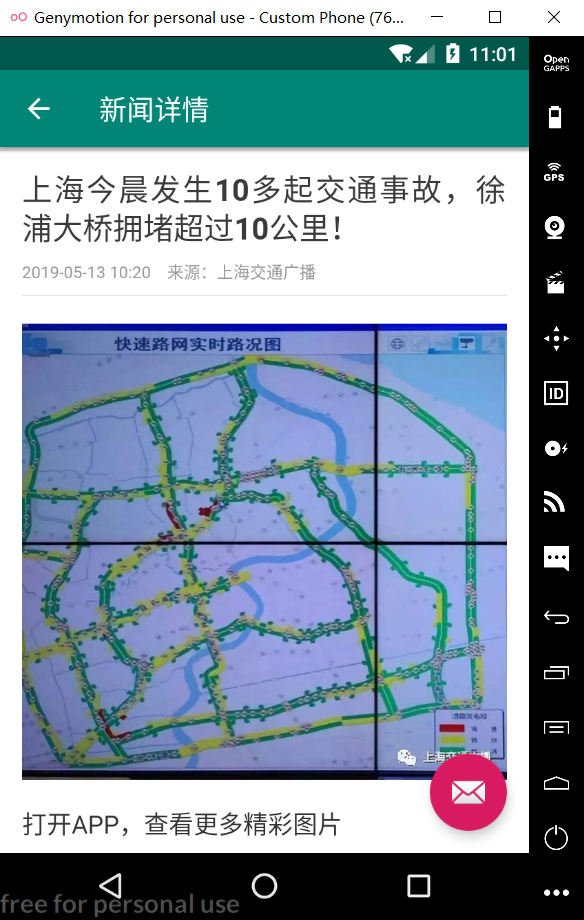 Genymotion for personal use - Custom Phone (76...
11:01
Open
GAPPS
新闻详情
GPS
上海今晨发生10多起交通事故，徐
浦大桥拥堵超过10公里！
2019-05-13 10:20 来源：上海交通广播
快速路网实时路况图
ID
上海交通广播
打开APP，查看更多精彩图片
free for personal use